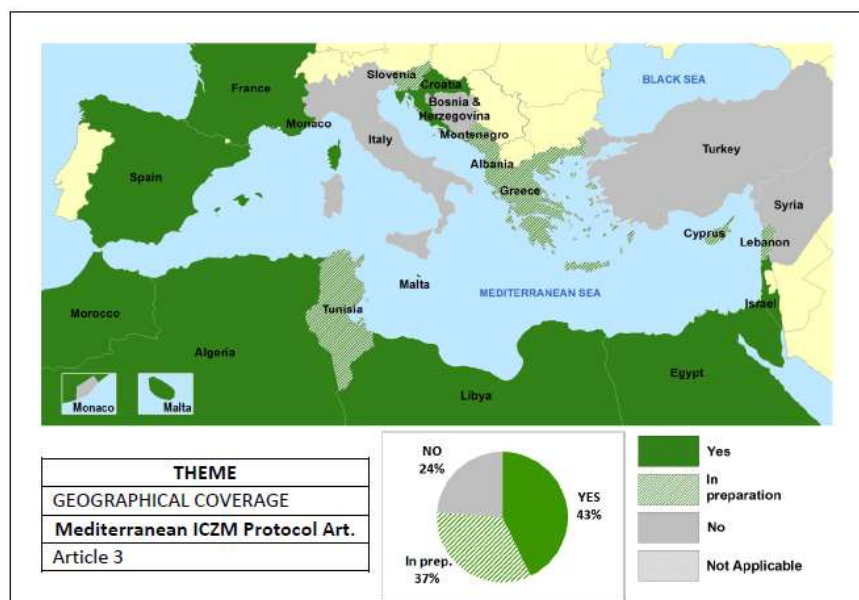 BLACK SEA
Slovenia
Croatia
France
Bosnia &
Herzegovina
Monaco
Montenegro
Italy
Turkey
Albania
Spain
Greece
Syria
Cyprus
Lebanon
Malta
MEDITERRANEAN SEA
Israel
Tunisia
Morocco
Algeria
Egypt
Libya
Monaco
Malta
THEME
GEOGRAPHICAL COVERAGE
Mediterranean ICZM Protocol Art.
Article 3
NO
24%
YES
43%
In prep.
37%
Yes
In
preparation
No
Not Applicable